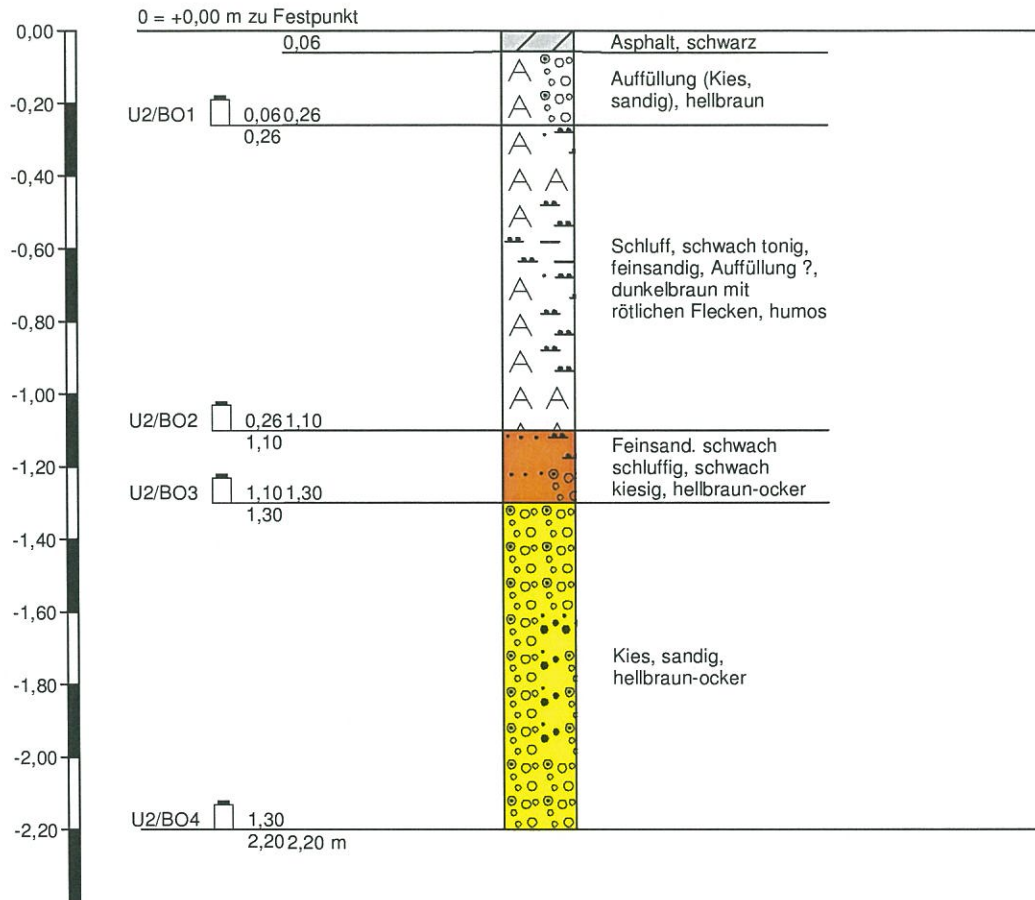 0 = +0,00 m zu Festpunkt
0,00
0,06
Asphalt, schwarz
Auffüllung (Kies,
sandig), hellbraun
-0,20
U2/BO1
0,06 0,26
0,26
-0,40
-0,60
Schluff, schwach tonig,
feinsandig, Auffüllung ?,
dunkelbraun mit
rötlichen Flecken, humos
-0,80
-1,00
U2/BO2
0,26 1,10
1,10
-1,20
Feinsand. schwach
schluffig, schwach
kiesig, hellbraun-ocker
U2/BO3
1,10 1,30
1,30
-1,40
-1,60
Kies, sandig,
hellbraun-ocker
-1,80
-2,00
U2/BO4
1,30
-2,20
2,20 2,20 m